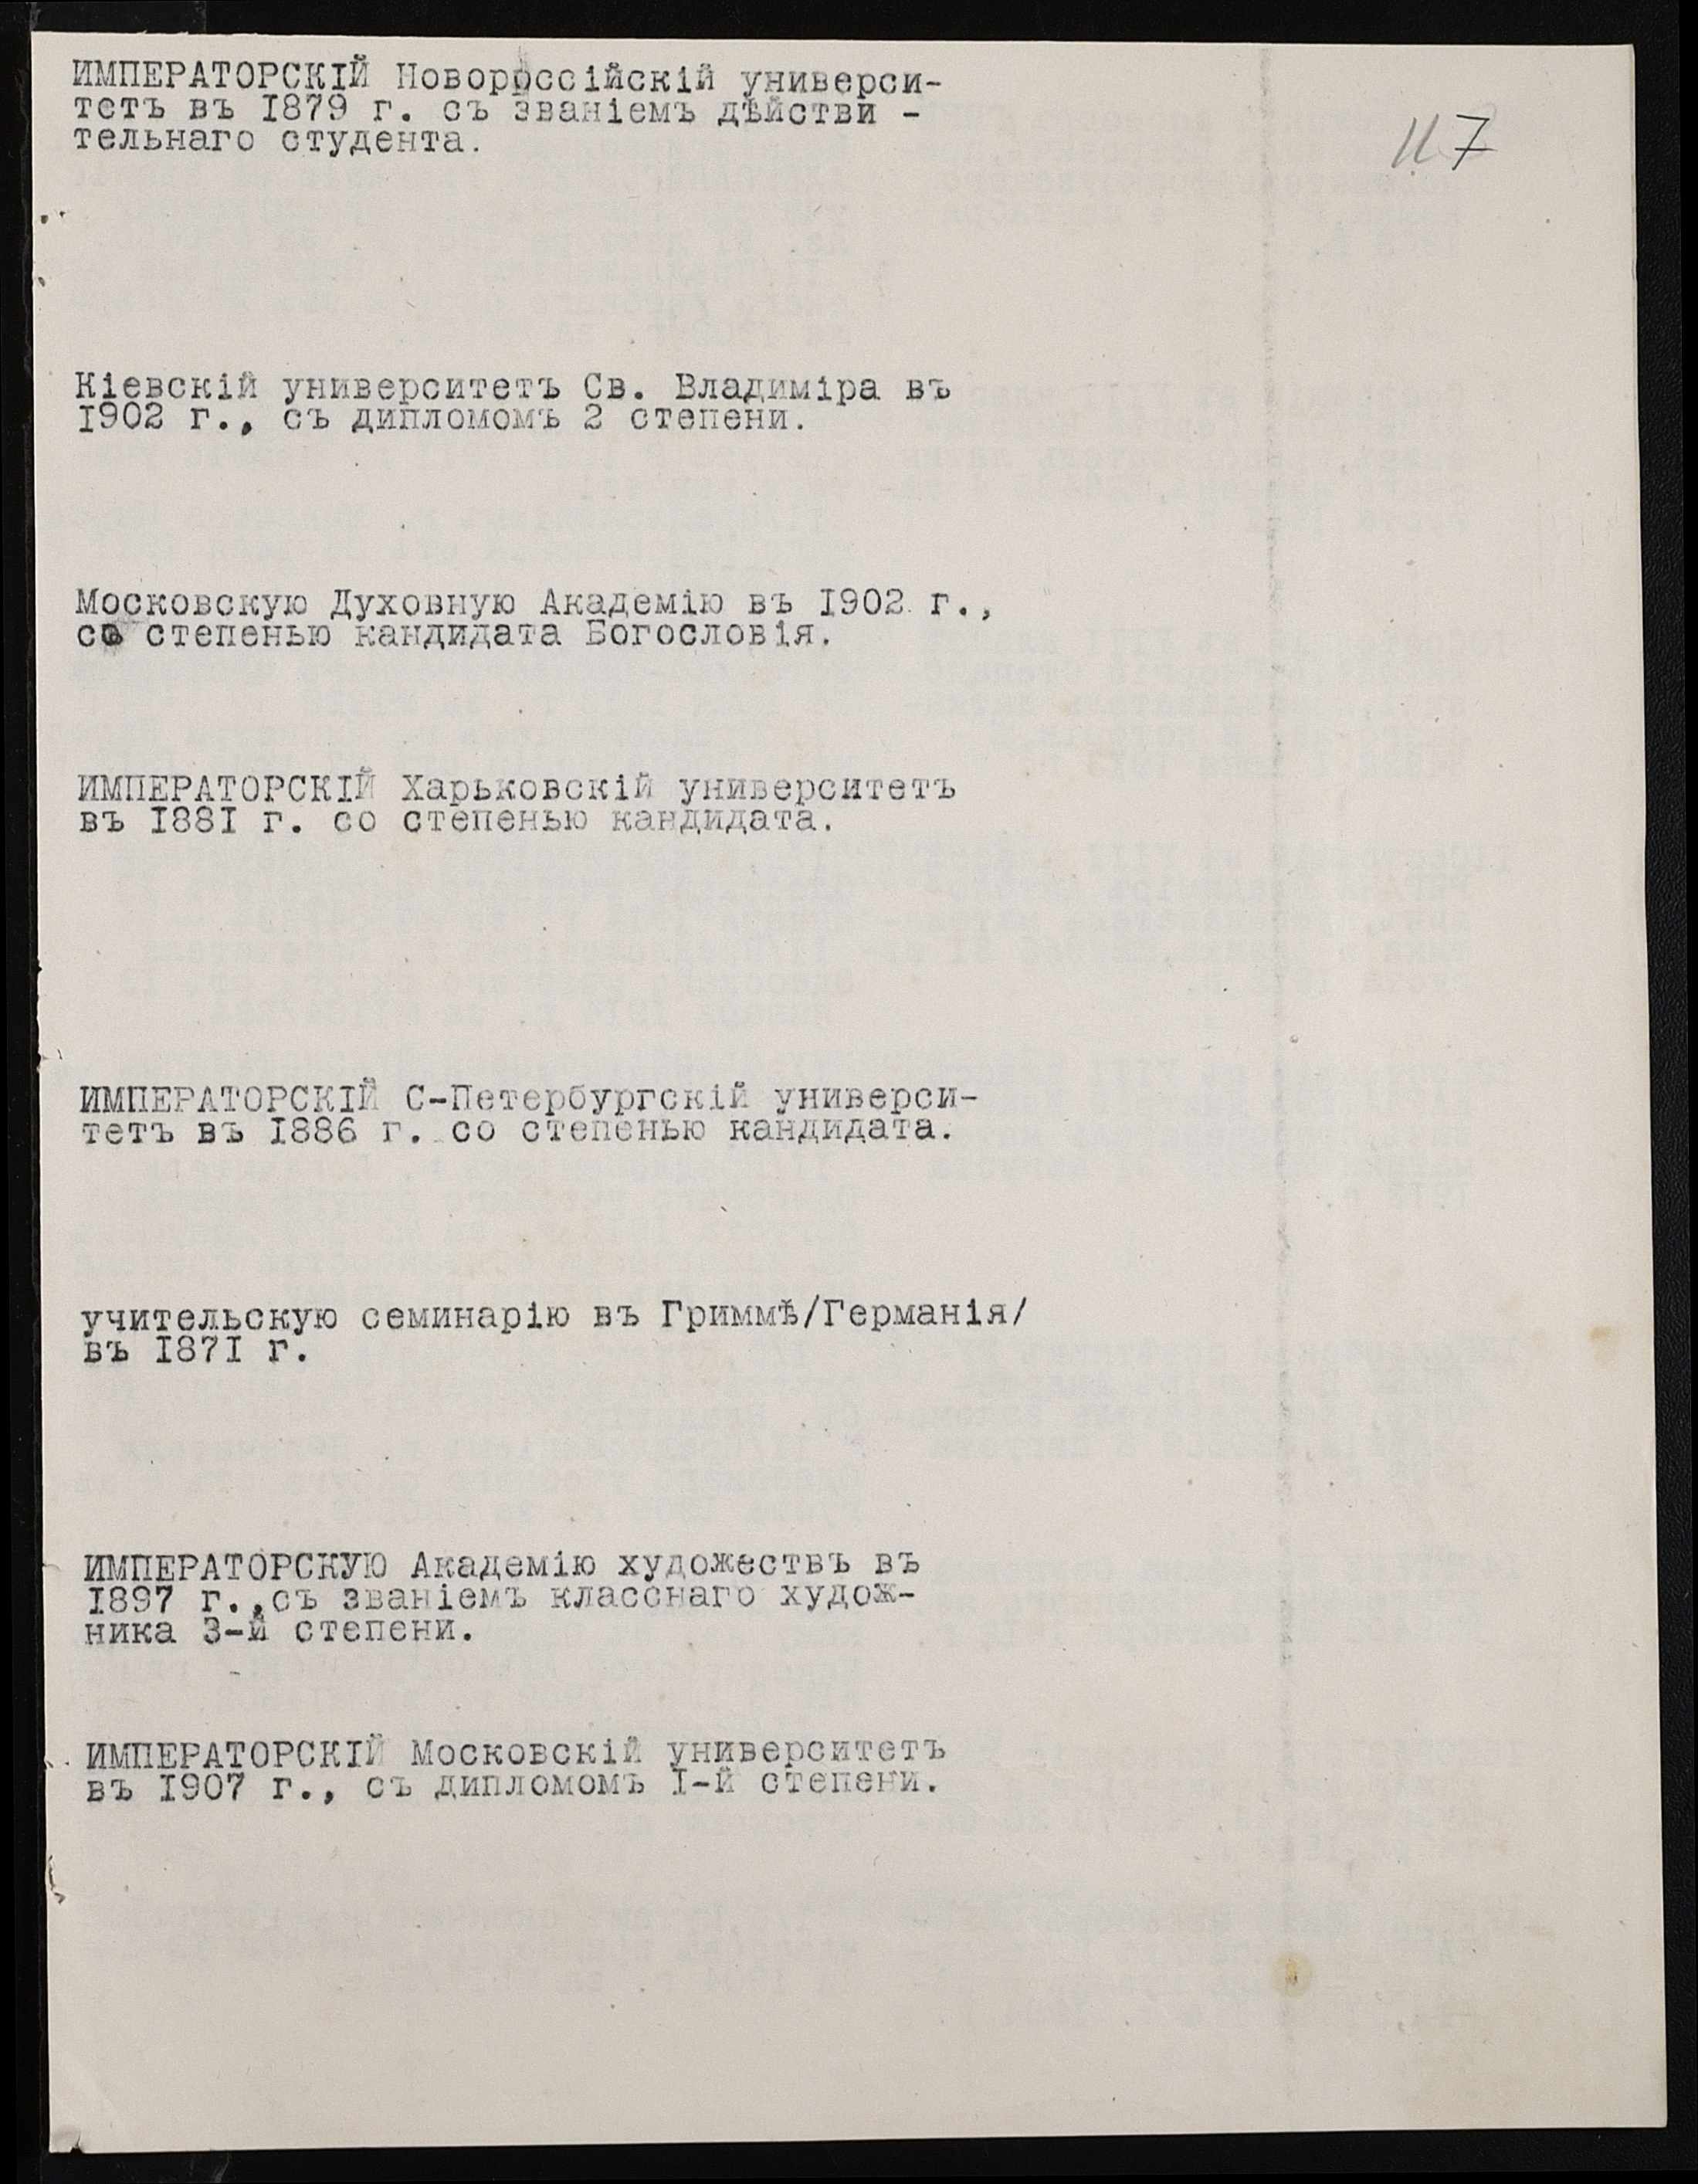 ИМПЕРАТОРСКІЙ Новороссійскій универси-
тетъ въ 1879 г. съ званіемъ дѣйстви -
тельнаго студента.
117
Кіевскій университетъ Св. Владиміра въ
1902 г., съ дипломомъ 2 степени.
Московскую Духовную Академію въ 1902 г.,
со степенью кандидата Богословія.
ИМПЕРАТОРСКІЙ Харьковскій университетъ
въ 1881 г. со степенью кандидата.
ИМПЕРАТОРСКІЙ С-Петербургскій универси-
тетъ въ 1886 г. со степенью кандидата.
учительскую семинарію въ Гриммѣ/Германія/
въ 1871 г.
ИМПЕРАТОРСКУЮ Академію художествъ въ
1897 г.,съ званіемъ класснаго худож-
ника 3-й степени.
ИМПЕРАТОРСКІЙ Московскій университетъ
въ 1907 г., съ дипломомъ I-й степени.